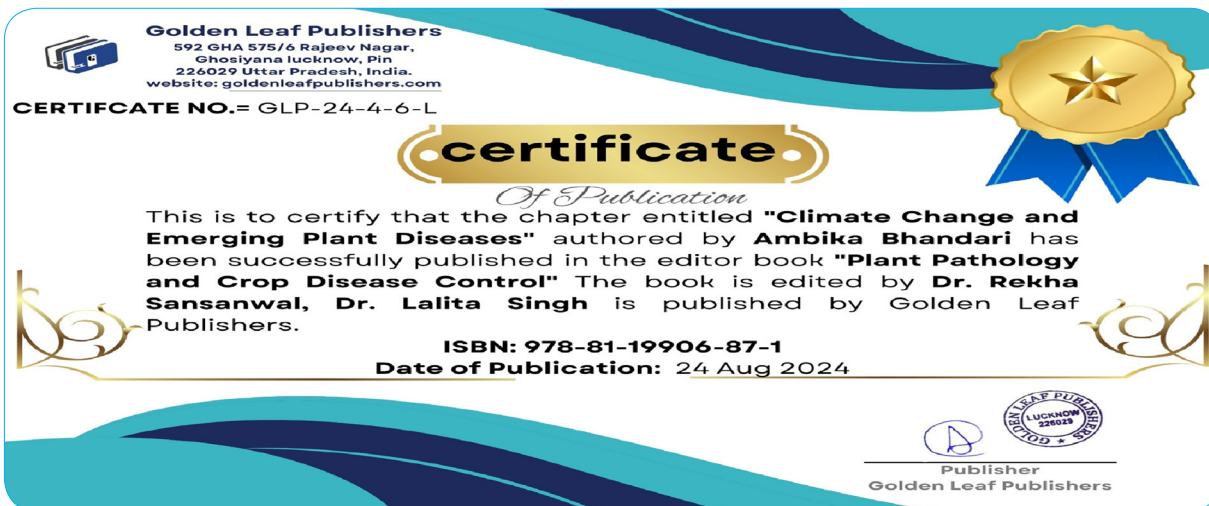 Golden Leaf Publishers
592 GHA 575/6 Rajeev Nagar,
Ghosiyana lucknow, Pin
226029 Uttar Pradesh, India.
website: goldenleafpublishers.com
CERTIFCATE NO.= GLP-24-4-6-L
certificate
Of Publication
This is to certify that the chapter entitled "Climate Change and
Emerging Plant Diseases" authored by Ambika Bhandari has
been successfully published in the editor book "Plant Pathology
and Crop Disease Control" The book is edited by Dr. Rekha
Sansanwal, Dr. Lalita Singh is published by Golden Leaf
Publishers.
ISBN: 978-81-19906-87-1
Date of Publication: 24 Aug 2024
GOLDEN LEAF PUBLISHERS
LUCKNOW
226029
Publisher
Golden Leaf Publishers